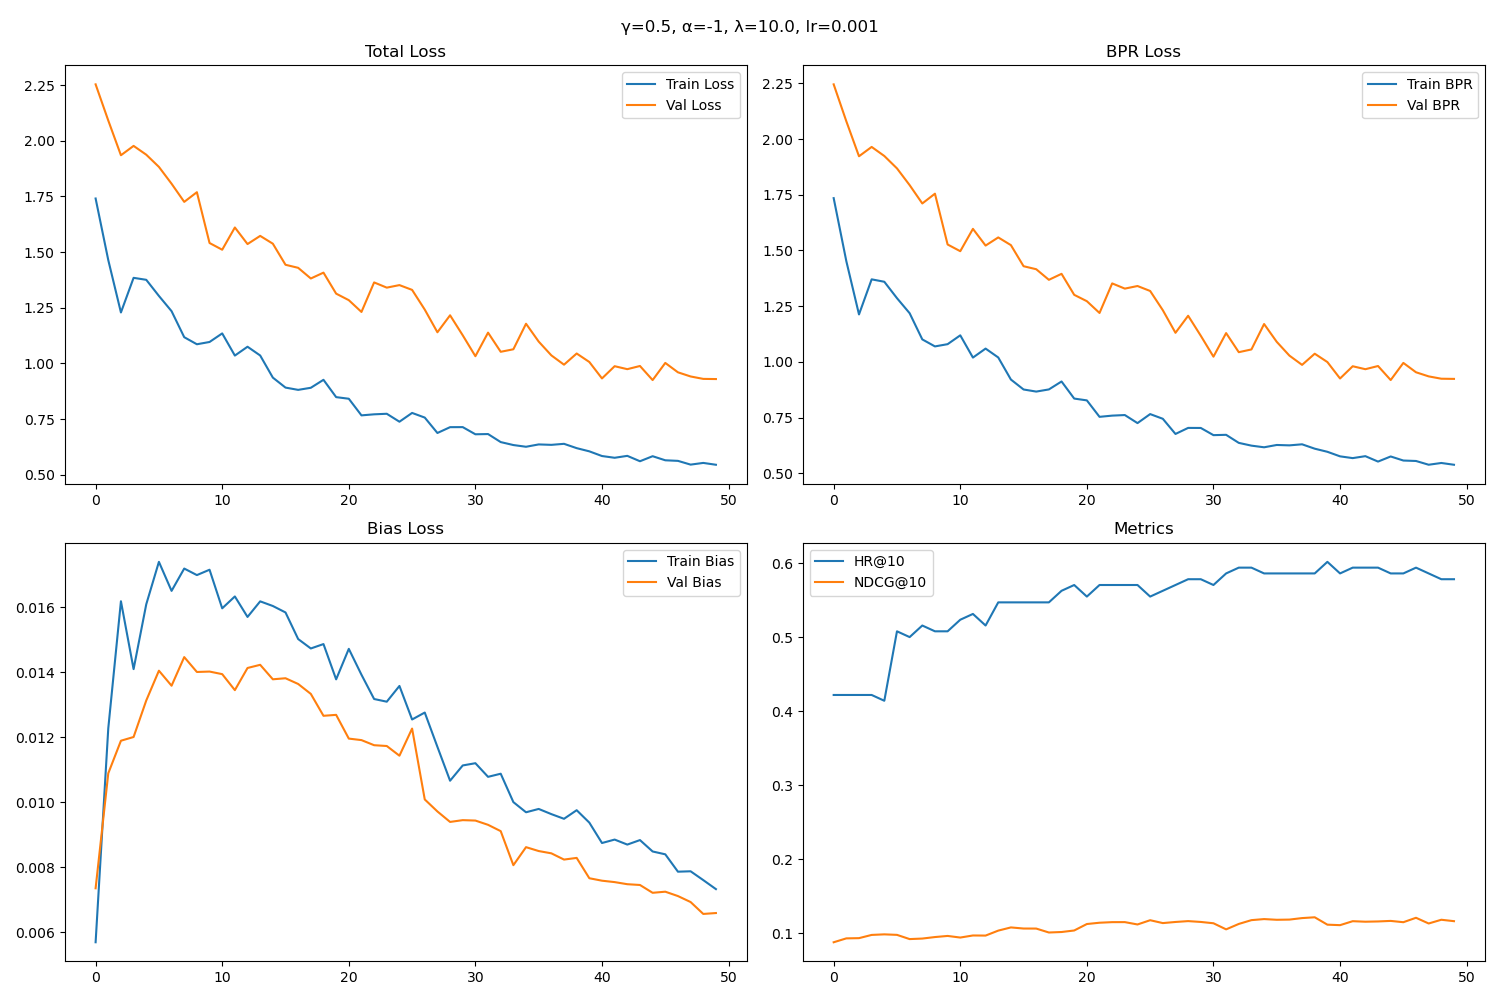 γ=0.5, α=-1, λ=10.0, lr=0.001
Total Loss
Train Loss
Val Loss
2.25
2.00
1.75
1.50
1.25
1.00
0.75
0.50
0 10 20 30 40 50
BPR Loss
Train BPR
Val BPR
2.25
2.00
1.75
1.50
1.25
1.00
0.75
0.50
0 10 20 30 40 50
Bias Loss
Train Bias
Val Bias
0.016
0.014
0.012
0.010
0.008
0.006
0 10 20 30 40 50
Metrics
HR@10
NDCG@10
0.6
0.5
0.4
0.3
0.2
0.1
0 10 20 30 40 50